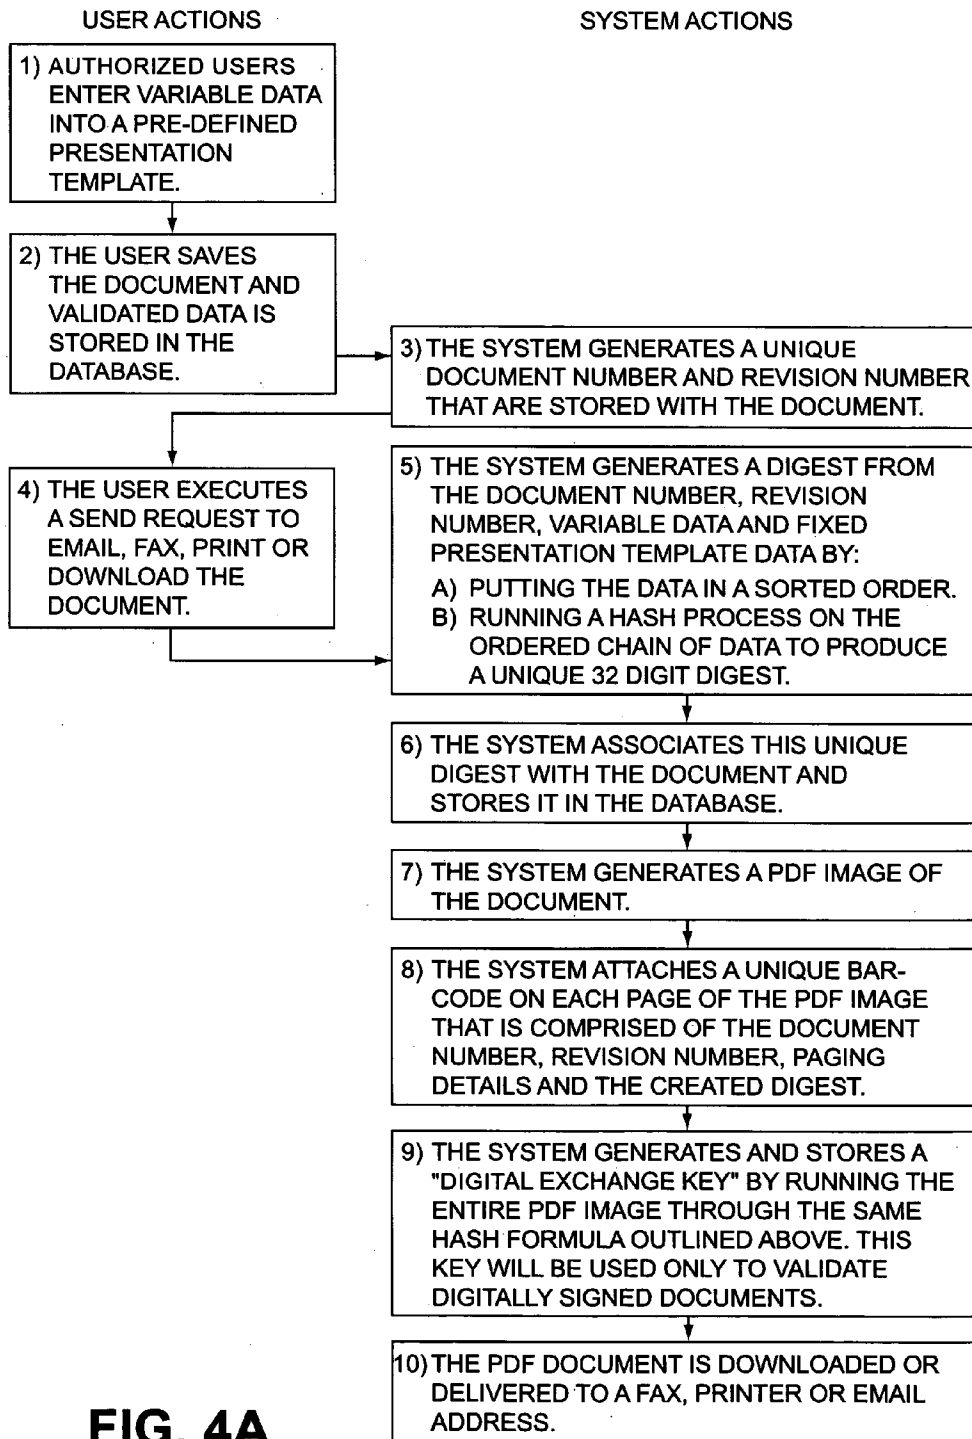 USER ACTIONS
SYSTEM ACTIONS
1) AUTHORIZED USERS
ENTER VARIABLE DATA
INTO A PRE-DEFINED
PRESENTATION
TEMPLATE.
2) THE USER SAVES
THE DOCUMENT AND
VALIDATED DATA IS
STORED IN THE
DATABASE.
3) THE SYSTEM GENERATES A UNIQUE
DOCUMENT NUMBER AND REVISION NUMBER
THAT ARE STORED WITH THE DOCUMENT.
4) THE USER EXECUTES
A SEND REQUEST TO
EMAIL, FAX, PRINT OR
DOWNLOAD THE
DOCUMENT.
5) THE SYSTEM GENERATES A DIGEST FROM
THE DOCUMENT NUMBER, REVISION
NUMBER, VARIABLE DATA AND FIXED
PRESENTATION TEMPLATE DATA BY:
A) PUTTING THE DATA IN A SORTED ORDER.
B) RUNNING A HASH PROCESS ON THE
ORDERED CHAIN OF DATA TO PRODUCE
A UNIQUE 32 DIGIT DIGEST.
6) THE SYSTEM ASSOCIATES THIS UNIQUE
DIGEST WITH THE DOCUMENT AND
STORES IT IN THE DATABASE.
7) THE SYSTEM GENERATES A PDF IMAGE OF
THE DOCUMENT.
8) THE SYSTEM ATTACHES A UNIQUE BAR-
CODE ON EACH PAGE OF THE PDF IMAGE
THAT IS COMPRISED OF THE DOCUMENT
NUMBER, REVISION NUMBER, PAGING
DETAILS AND THE CREATED DIGEST.
9) THE SYSTEM GENERATES AND STORES A
"DIGITAL EXCHANGE KEY" BY RUNNING THE
ENTIRE PDF IMAGE THROUGH THE SAME
HASH FORMULA OUTLINED ABOVE. THIS
KEY WILL BE USED ONLY TO VALIDATE
DIGITALLY SIGNED DOCUMENTS.
10) THE PDF DOCUMENT IS DOWNLOADED OR
DELIVERED TO A FAX, PRINTER OR EMAIL
ADDRESS.
FIG. 4A